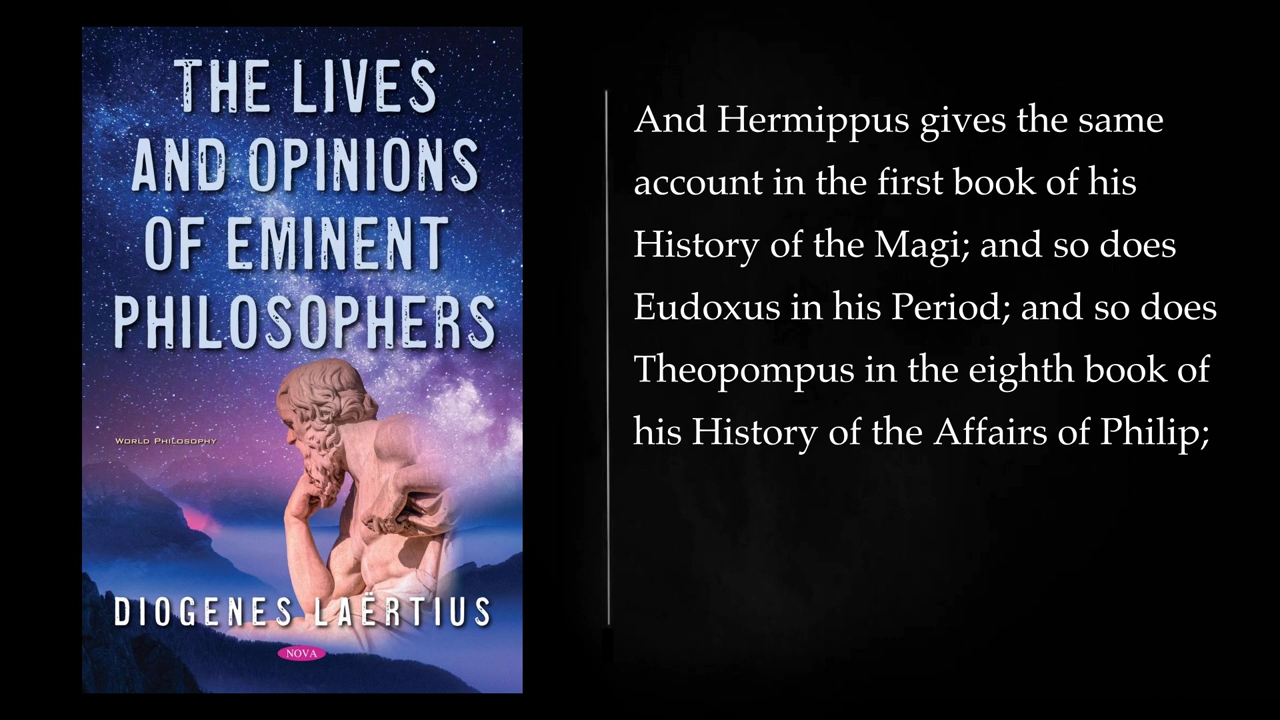 THE LIVES
AND OPINIONS
OF EMINENT
PHILOSOPHERS
WORLD PHILOSOPHY
DIOGENES LAËRTIUS
NOVA
And Hermippus gives the same
account in the first book of his
History of the Magi; and so does
Eudoxus in his Period; and so does
Theopompus in the eighth book of
his History of the Affairs of Philip;